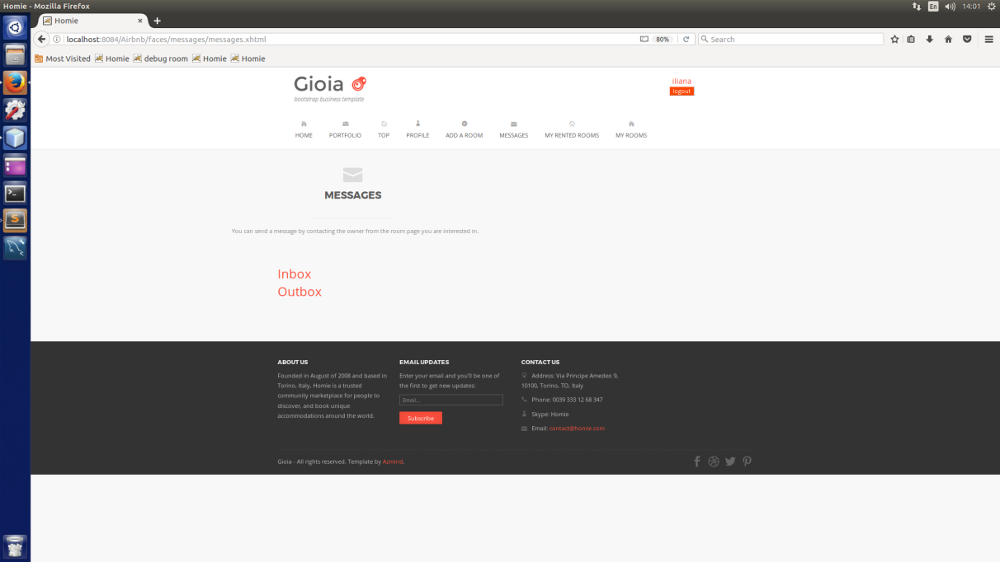 Homie - Mozilla Firefox
En
14:01
Homie
localhost:8084/Airbnb/faces/messages/messages.xhtml
80%
Search
Most Visited
Homie
debug room
Homie
Homie
Gioia
bootstrap business template
iliana
logout
HOME
PORTFOLIO
TOP
PROFILE
ADD A ROOM
MESSAGES
MY RENTED ROOMS
MY ROOMS
MESSAGES
You can send a message by contacting the owner from the room page you are interested in.
Inbox
Outbox
ABOUT US
Founded in August of 2008 and based in
Torino, Italy, Homie is a trusted
community marketplace for people to
discover, and book unique
accommodations around the world.
EMAIL UPDATES
Enter your email and you'll be one of
the first to get new updates:
Email...
Subscribe
CONTACT US
Address: Via Principe Amedeo 9,
10100, Torino, TO, Italy
Phone: 0039 333 12 68 347
Skype: Homie
Email: contact@homie.com
Gioia - All rights reserved. Template by Azmind.